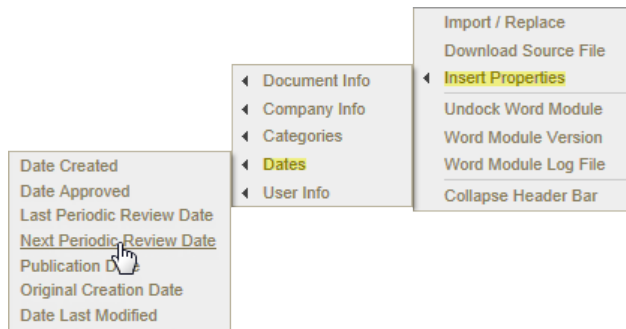 Import / Replace
Download Source File
Insert Properties
Undock Word Module
Word Module Version
Word Module Log File
Collapse Header Bar
Document Info
Company Info
Categories
Dates
User Info
Date Created
Date Approved
Last Periodic Review Date
Next Periodic Review Date
Publication Date
Original Creation Date
Date Last Modified